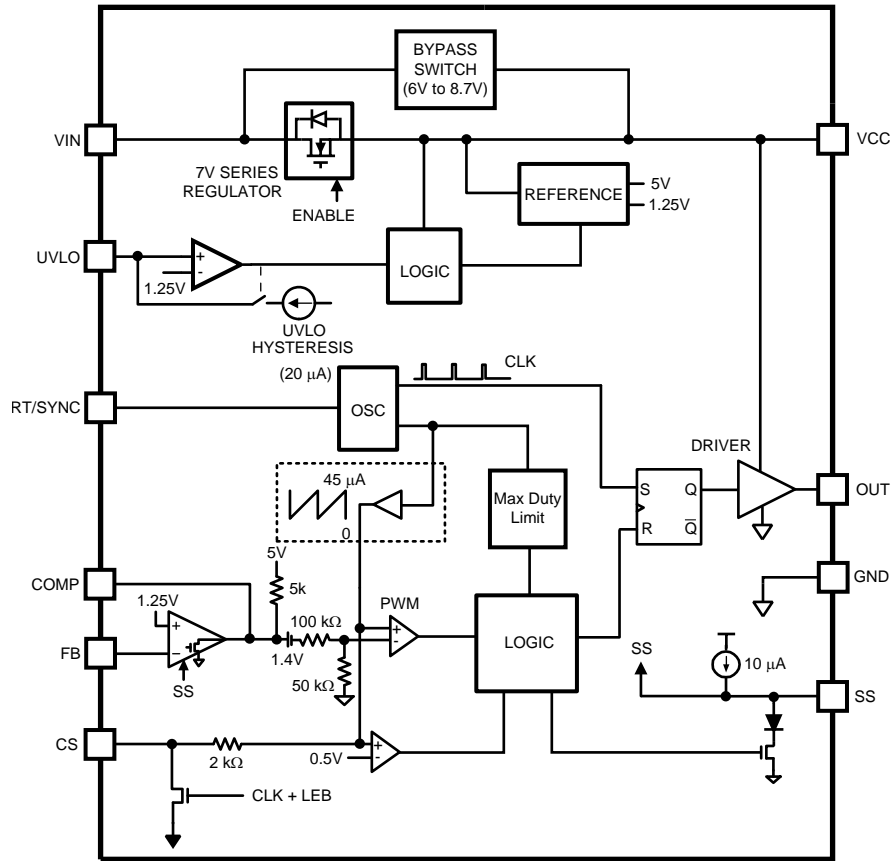 BYPASS
SWITCH
(6V to 8.7V)
VIN
VCC
7V SERIES
REGULATOR
ENABLE
REFERENCE
5V
1.25V
UVLO
+
-
1.25V
LOGIC
UVLO
HYSTERESIS
(20 μA)
CLK
RT/SYNC
OSC
DRIVER
45 μA
0
Max Duty
Limit
S Q
R Q̅
OUT
5V
5k
COMP
GND
1.25V
+
100 kΩ
PWM
+
-
LOGIC
FB
−
1.4V
SS
50 kΩ
SS
10 μA
SS
CS
2 kΩ
0.5V
+
-
CLK + LEB